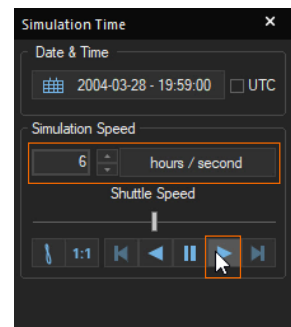 Simulation Time
Date & Time
2004-03-28 - 19:59:00 UTC
Simulation Speed
6 hours / second
Shuttle Speed
1:1